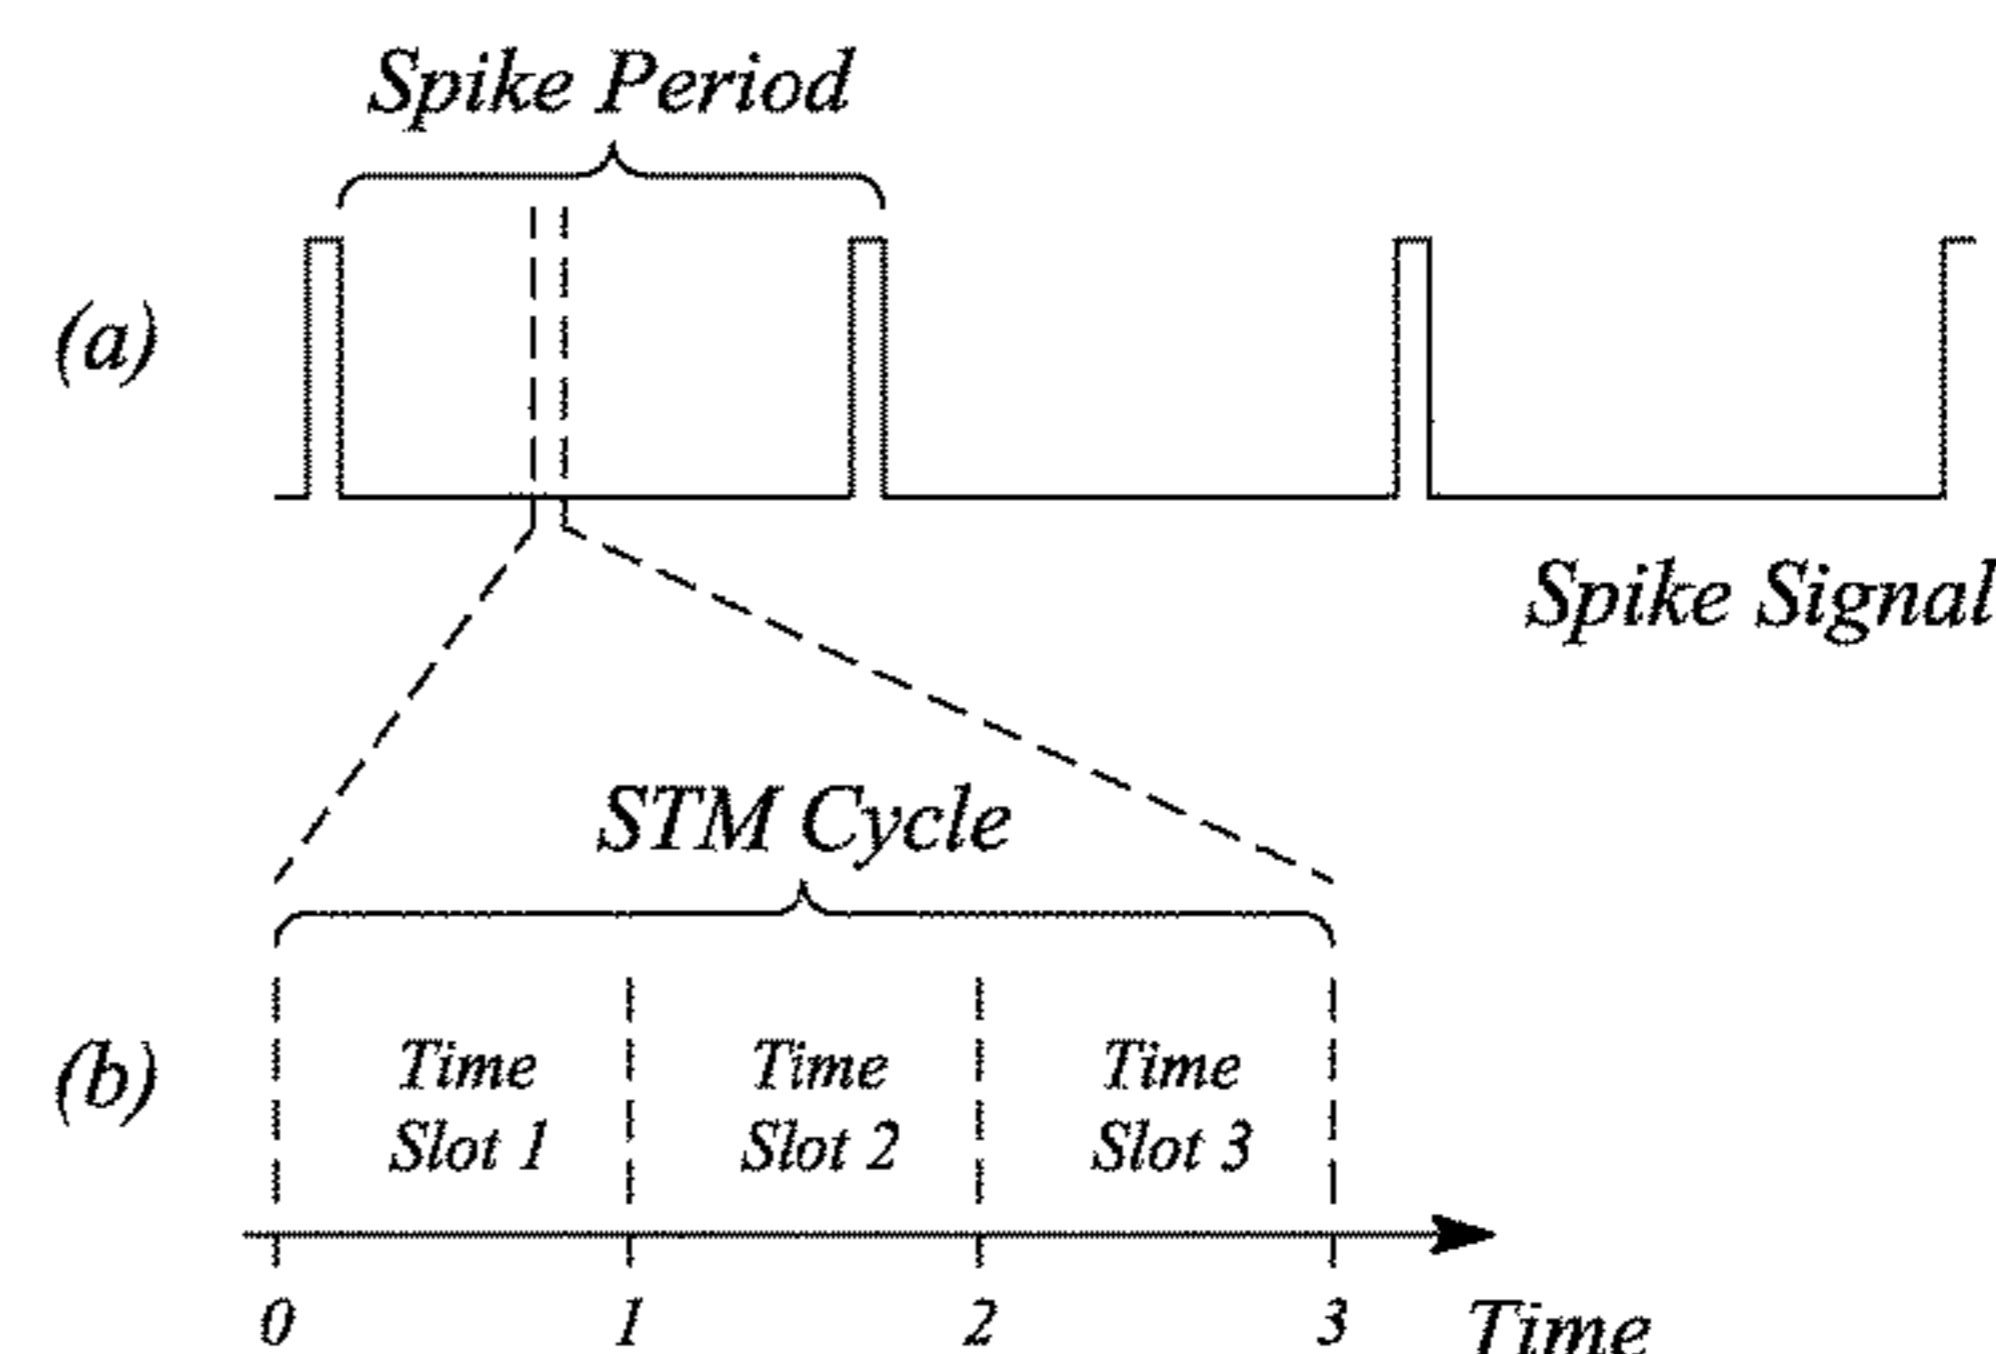 Spike Period
(a)
Spike Signal
STM Cycle
(b)
Time
Slot 1
Time
Slot 2
Time
Slot 3
0 1 2 3 Time